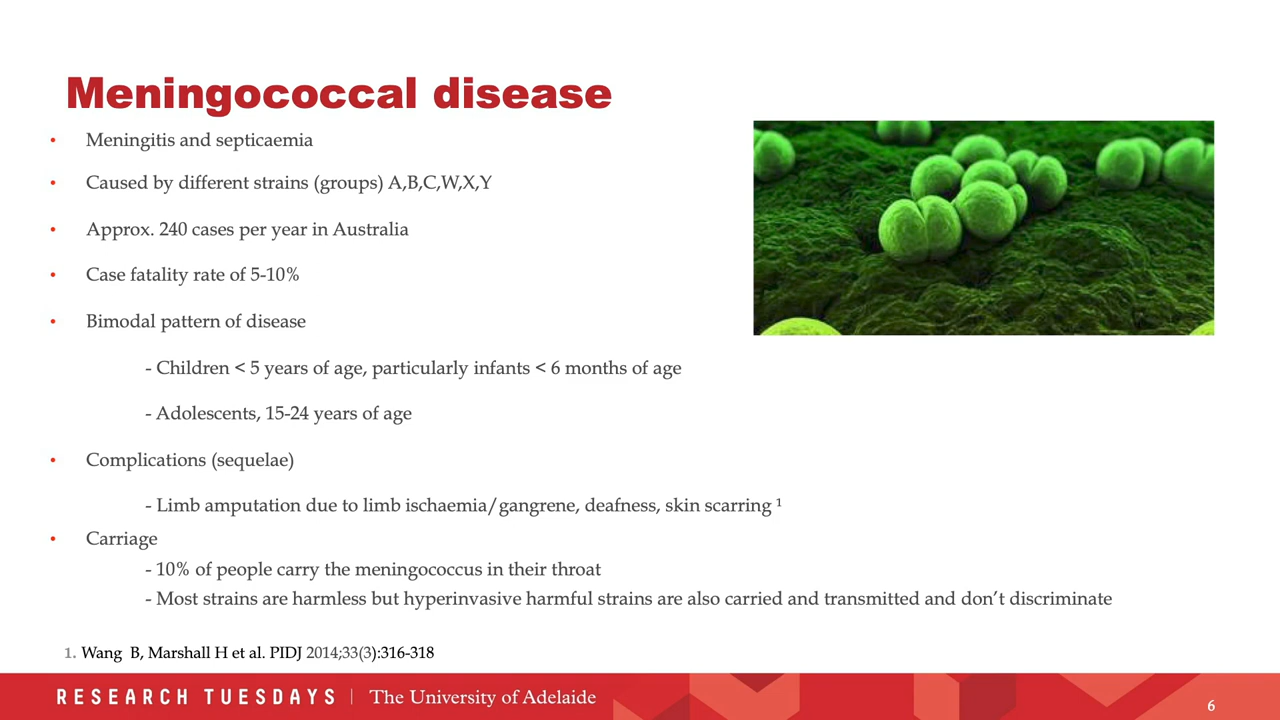 Meningococcal disease
• Meningitis and septicaemia
• Caused by different strains (groups) A,B,C,W,X,Y
• Approx. 240 cases per year in Australia
• Case fatality rate of 5-10%
• Bimodal pattern of disease
- Children < 5 years of age, particularly infants < 6 months of age
- Adolescents, 15-24 years of age
• Complications (sequelae)
- Limb amputation due to limb ischaemia/gangrene, deafness, skin scarring ¹
• Carriage
- 10% of people carry the meningococcus in their throat
- Most strains are harmless but hyperinvasive harmful strains are also carried and transmitted and don’t discriminate
1. Wang B, Marshall H et al. PIDJ 2014;33(3):316-318
RESEARCH TUESDAYS | The University of Adelaide
6